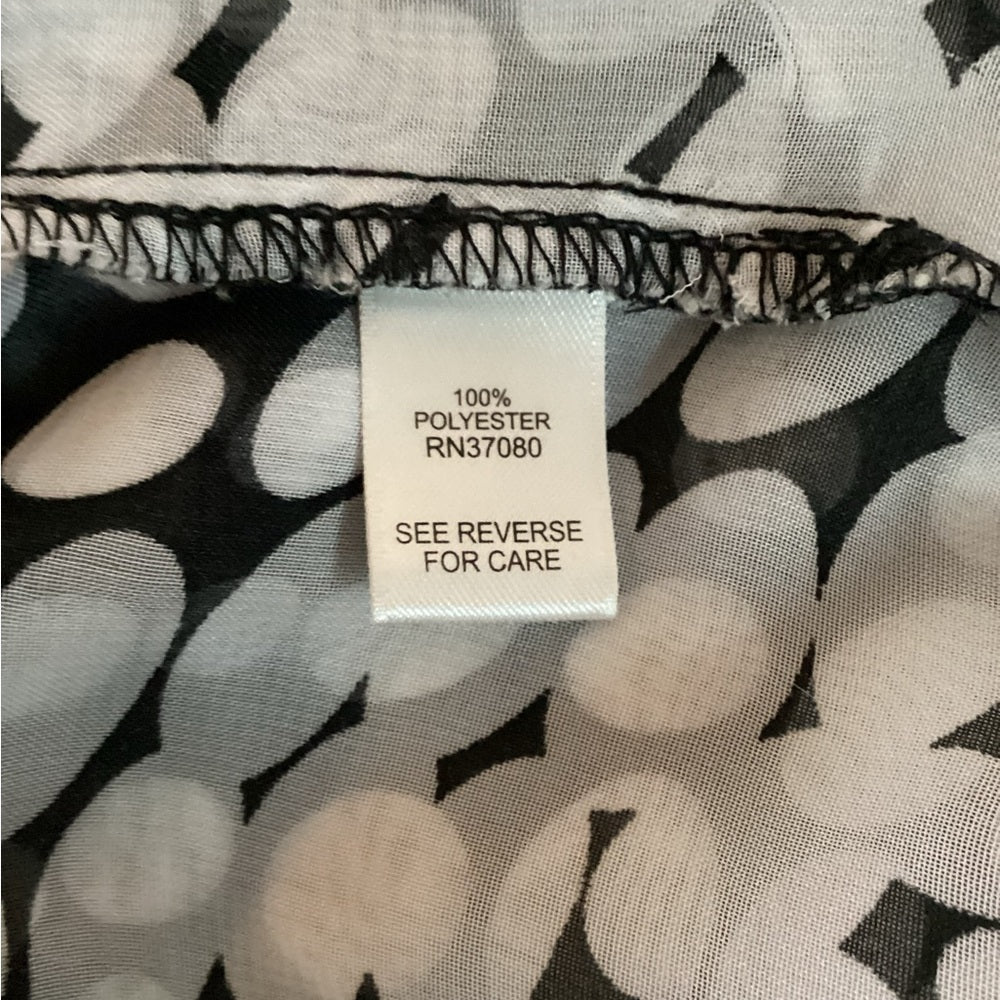 100%
POLYESTER
RN37080
SEE REVERSE
FOR CARE